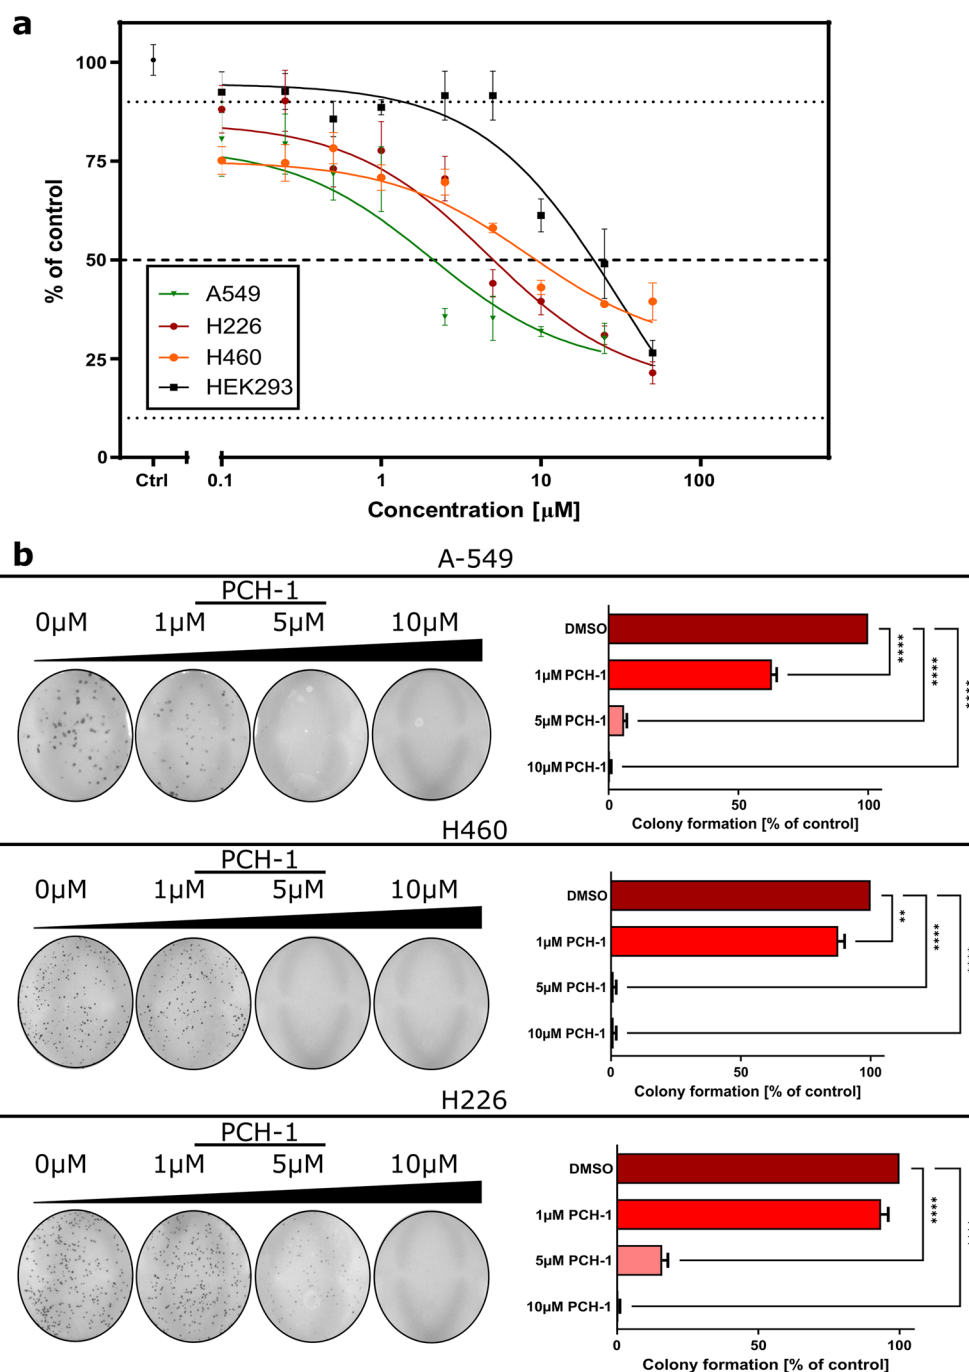 a
100
75
50
25
0
% of control
A549
H226
H460
HEK293
Ctrl
0.1
1
10
100
Concentration [µM]
b
A-549
PCH-1
0µM 1µM 5µM 10µM
DMSO
1µM PCH-1
5µM PCH-1
10µM PCH-1
****
****
****
0 50 100
Colony formation [% of control]
H460
PCH-1
0µM 1µM 5µM 10µM
DMSO
1µM PCH-1
5µM PCH-1
10µM PCH-1
**
****
0 50 100
Colony formation [% of control]
H226
PCH-1
0µM 1µM 5µM 10µM
DMSO
1µM PCH-1
5µM PCH-1
10µM PCH-1
****
0 50 100
Colony formation [% of control]